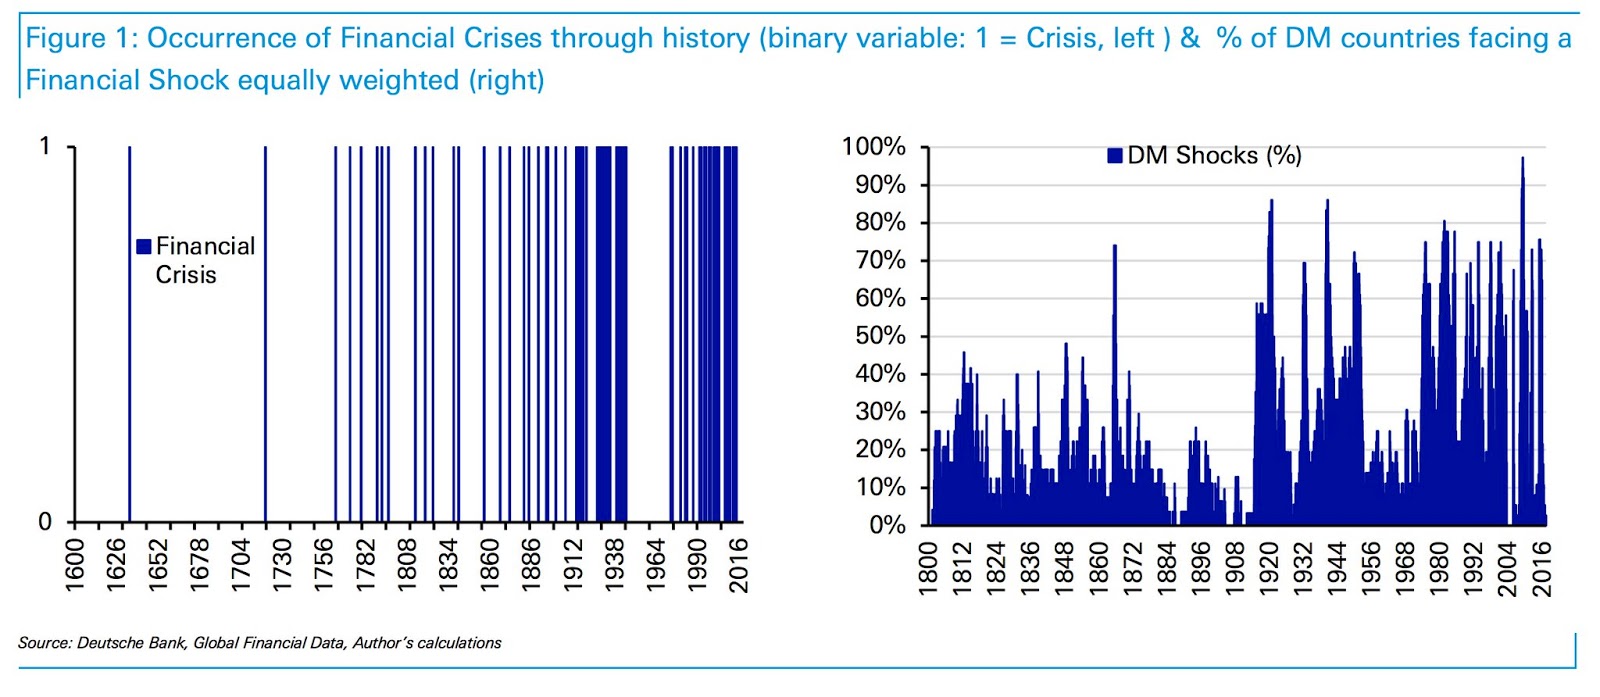 Figure 1: Occurrence of Financial Crises through history (binary variable: 1 = Crisis, left ) & % of DM countries facing a
Financial Shock equally weighted (right)
1
0
Financial
Crisis
1600 1626 1652 1678 1704 1730 1756 1782 1808 1834 1860 1886 1912 1938 1964 1990 2016
100%
90%
80%
70%
60%
50%
40%
30%
20%
10%
0%
DM Shocks (%)
1800 1812 1824 1836 1848 1860 1872 1884 1896 1908 1920 1932 1944 1956 1968 1980 1992 2004 2016
Source: Deutsche Bank, Global Financial Data, Author's calculations